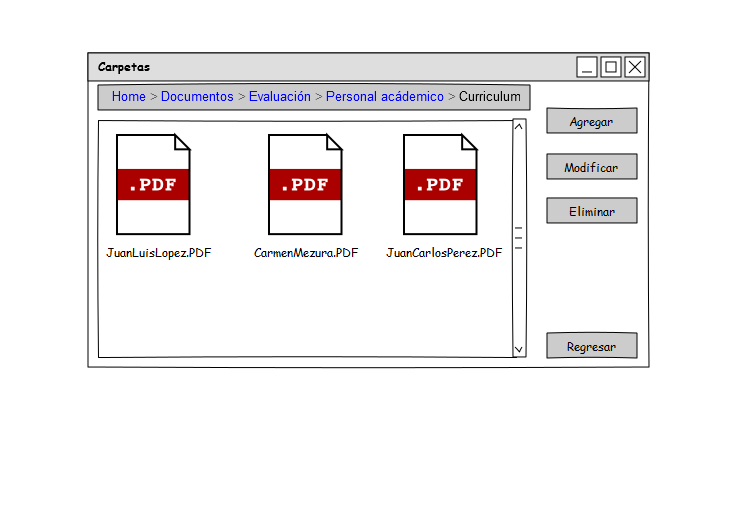 Carpetas
Home > Documentos > Evaluación > Personal acádemico > Curriculum
Agregar
.PDF .PDF .PDF
Modificar
Eliminar
JuanLuisLopez.PDF CarmenMezura.PDF JuanCarlosPerez.PDF
Regresar